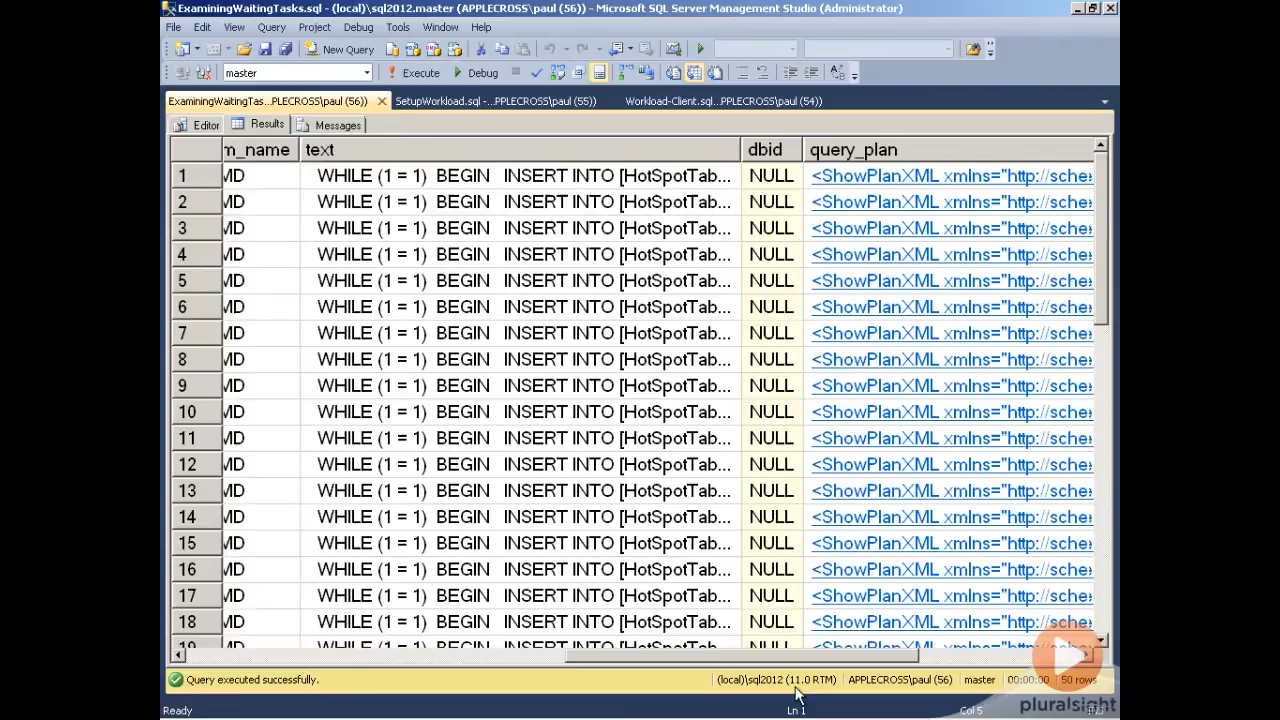 ExaminingWaitingTasks.sql - (local)\sql2012.master (APPLECROSS\paul (56)) - Microsoft SQL Server Management Studio (Administrator)
File Edit View Query Project Debug Tools Window Help
New Query
master Execute Debug
ExaminingWaitingTas...PLECROSS\paul (56)) SetupWorkload.sql -...PPLECROSS\paul (55)) Workload-Client.sql...PPLECROSS\paul (54))
Editor Results Messages
m_name text dbid query_plan
1 MD WHILE (1 = 1) BEGIN INSERT INTO [HotSpotTab... NULL <ShowPlanXML xmlns="http://sche
2 MD WHILE (1 = 1) BEGIN INSERT INTO [HotSpotTab... NULL <ShowPlanXML xmlns="http://sche
3 MD WHILE (1 = 1) BEGIN INSERT INTO [HotSpotTab... NULL <ShowPlanXML xmlns="http://sche
4 MD WHILE (1 = 1) BEGIN INSERT INTO [HotSpotTab... NULL <ShowPlanXML xmlns="http://sche
5 MD WHILE (1 = 1) BEGIN INSERT INTO [HotSpotTab... NULL <ShowPlanXML xmlns="http://sche
6 MD WHILE (1 = 1) BEGIN INSERT INTO [HotSpotTab... NULL <ShowPlanXML xmlns="http://sche
7 MD WHILE (1 = 1) BEGIN INSERT INTO [HotSpotTab... NULL <ShowPlanXML xmlns="http://sche
8 MD WHILE (1 = 1) BEGIN INSERT INTO [HotSpotTab... NULL <ShowPlanXML xmlns="http://sche
9 MD WHILE (1 = 1) BEGIN INSERT INTO [HotSpotTab... NULL <ShowPlanXML xmlns="http://sche
10 MD WHILE (1 = 1) BEGIN INSERT INTO [HotSpotTab... NULL <ShowPlanXML xmlns="http://sche
11 MD WHILE (1 = 1) BEGIN INSERT INTO [HotSpotTab... NULL <ShowPlanXML xmlns="http://sche
12 MD WHILE (1 = 1) BEGIN INSERT INTO [HotSpotTab... NULL <ShowPlanXML xmlns="http://sche
13 MD WHILE (1 = 1) BEGIN INSERT INTO [HotSpotTab... NULL <ShowPlanXML xmlns="http://sche
14 MD WHILE (1 = 1) BEGIN INSERT INTO [HotSpotTab... NULL <ShowPlanXML xmlns="http://sche
15 MD WHILE (1 = 1) BEGIN INSERT INTO [HotSpotTab... NULL <ShowPlanXML xmlns="http://sche
16 MD WHILE (1 = 1) BEGIN INSERT INTO [HotSpotTab... NULL <ShowPlanXML xmlns="http://sche
17 MD WHILE (1 = 1) BEGIN INSERT INTO [HotSpotTab... NULL <ShowPlanXML xmlns="http://sche
18 MD WHILE (1 = 1) BEGIN INSERT INTO [HotSpotTab... NULL <ShowPlanXML xmlns="http://sche
19 MD WHILE (1 = 1) BEGIN INSERT INTO [HotSpotTab... NULL <ShowPlanXML xmlns="http://sche
Query executed successfully. (local)\sql2012 (11.0 RTM) APPLECROSS\paul (56) master 00:00:00 50 rows
Ready Ln 1 Col 5 INS
pluralsight